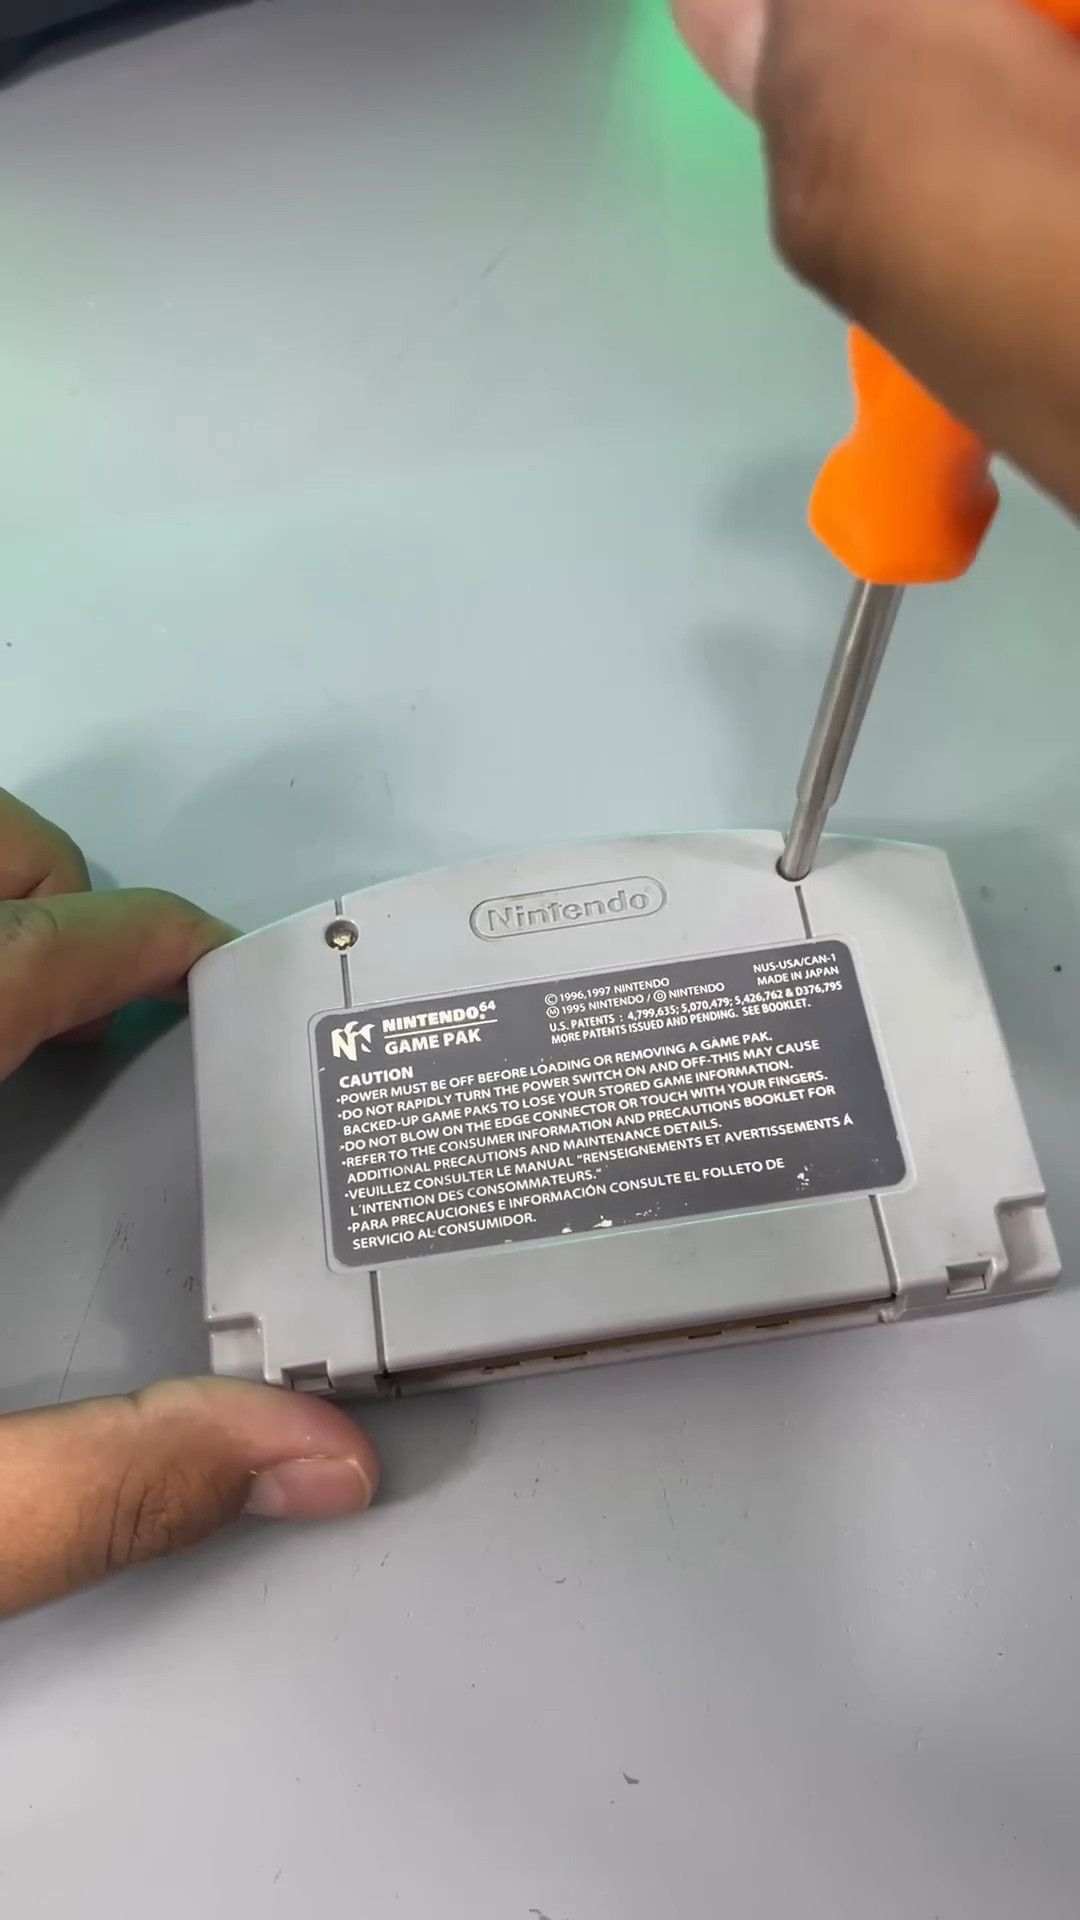 Nintendo
NINTENDO 64
GAME PAK
© 1996,1997 NINTENDO
Ⓜ 1995 NINTENDO / Ⓓ NINTENDO
NUS-USA/CAN-1
MADE IN JAPAN
U.S. PATENTS : 4,799,635; 5,070,479; 5,426,762 & D376,795
MORE PATENTS ISSUED AND PENDING. SEE BOOKLET.
CAUTION
•POWER MUST BE OFF BEFORE LOADING OR REMOVING A GAME PAK.
•DO NOT RAPIDLY TURN THE POWER SWITCH ON AND OFF-THIS MAY CAUSE
BACKED-UP GAME PAKS TO LOSE YOUR STORED GAME INFORMATION.
•DO NOT BLOW ON THE EDGE CONNECTOR OR TOUCH WITH YOUR FINGERS.
•REFER TO THE CONSUMER INFORMATION AND PRECAUTIONS BOOKLET FOR
ADDITIONAL PRECAUTIONS AND MAINTENANCE DETAILS.
•VEUILLEZ CONSULTER LE MANUAL "RENSEIGNEMENTS ET AVERTISSEMENTS Á
L'INTENTION DES CONSOMMATEURS."
•PARA PRECAUCIONES E INFORMACIÓN CONSULTE EL FOLLETO DE
SERVICIO AL CONSUMIDOR.